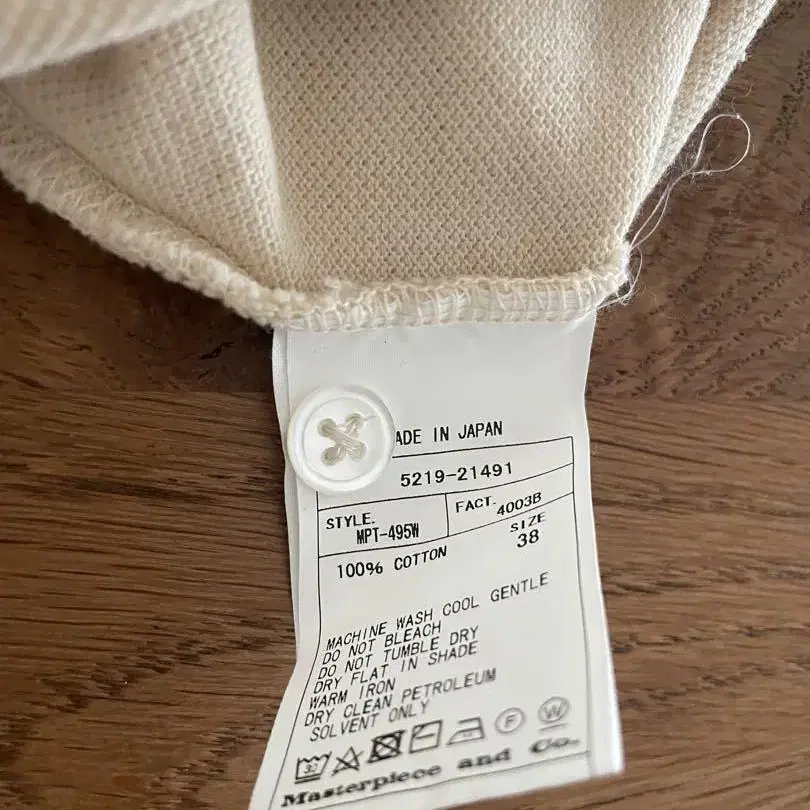 ADE IN JAPAN
5219-21491
STYLE. MPT-495W
FACT. 4003B
100% COTTON
SIZE 38
MACHINE WASH COOL GENTLE
DO NOT BLEACH
DO NOT TUMBLE DRY
DRY FLAT IN SHADE
WARM IRON
DRY CLEAN PETROLEUM
SOLVENT ONLY
30
F W
Masterpiece and Co.